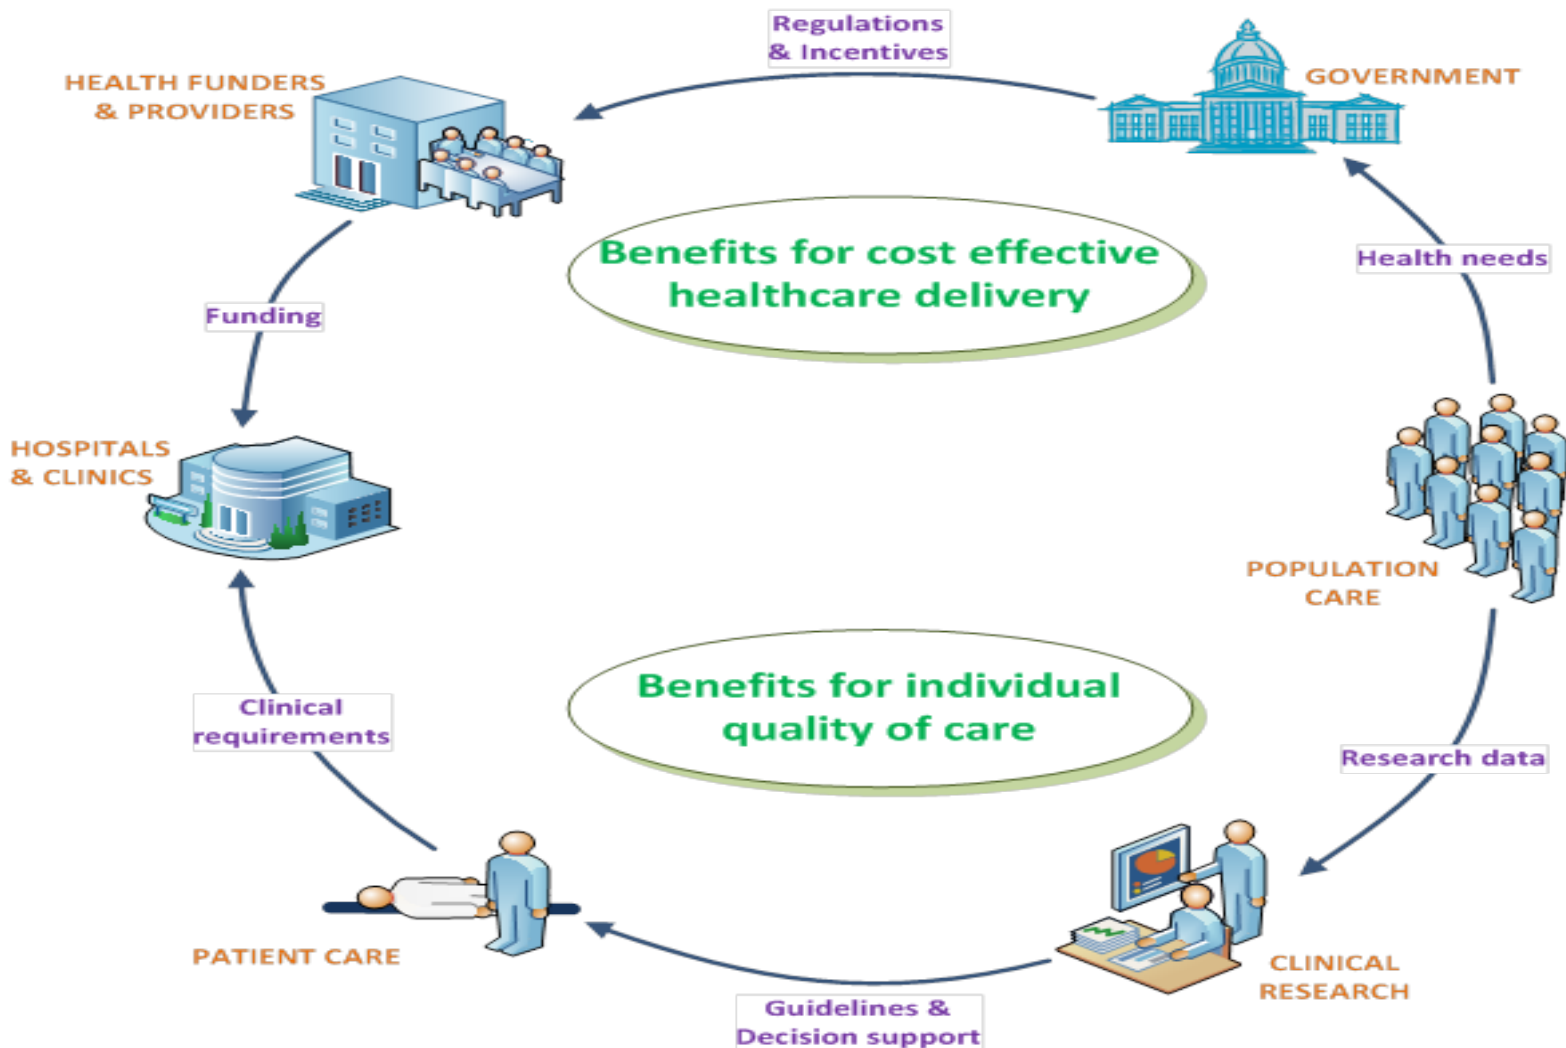 Regulations
& Incentives
HEALTH FUNDERS
& PROVIDERS
GOVERNMENT
Benefits for cost effective
healthcare delivery
Health needs
Funding
HOSPITALS
& CLINICS
POPULATION
CARE
Benefits for individual
quality of care
Clinical
requirements
Research data
PATIENT CARE
CLINICAL
RESEARCH
Guidelines &
Decision support